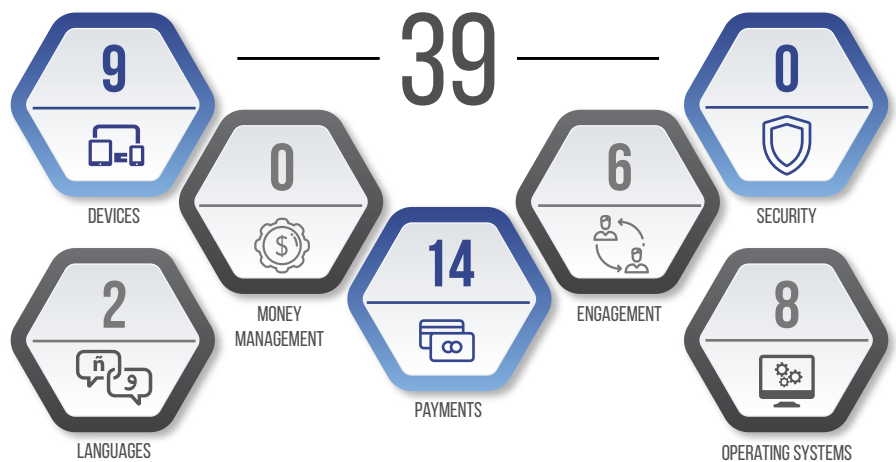 39
9
DEVICES
0
MONEY
MANAGEMENT
14
PAYMENTS
6
ENGAGEMENT
0
SECURITY
2
ñ
و
LANGUAGES
8
OPERATING SYSTEMS